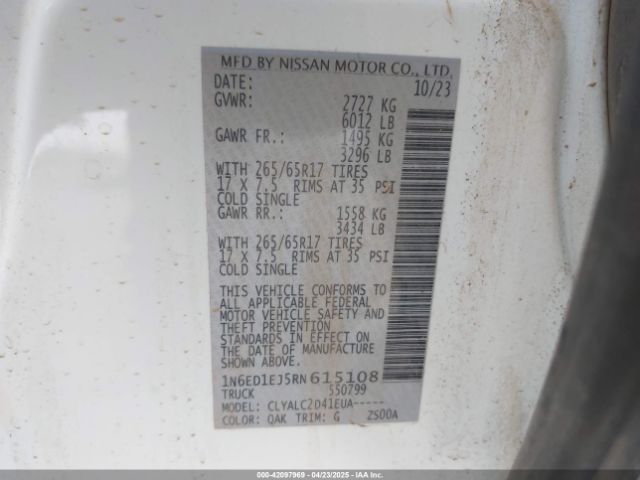 MFD BY NISSAN MOTOR CO., LTD.
DATE: 10/23
GVWR: 2727 KG
6012 LB
GAWR FR.: 1495 KG
3296 LB
WITH 265/65R17 TIRES
17 X 7.5 RIMS AT 35 PSI
COLD SINGLE
GAWR RR.: 1558 KG
3434 LB
WITH 265/65R17 TIRES
17 X 7.5 RIMS AT 35 PSI
COLD SINGLE
THIS VEHICLE CONFORMS TO
ALL APPLICABLE FEDERAL
MOTOR VEHICLE SAFETY AND
THEFT PREVENTION
STANDARDS IN EFFECT ON
THE DATE OF MANUFACTURE
SHOWN ABOVE.
1N6ED1EJ5RN615108
TRUCK 550799
MODEL: CLYALC2D41EUA-----
COLOR: QAK TRIM: G 2S00A
000-42097969 - 04/23/2025 - IAAI.COM